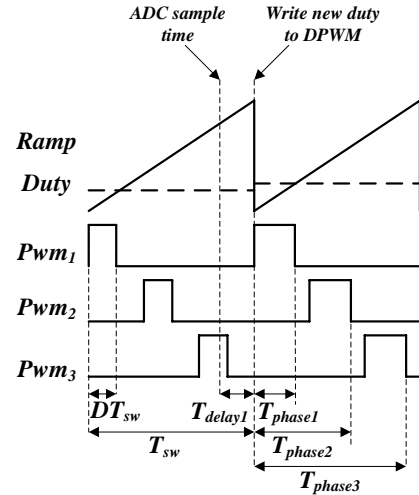 ADC sample
time
Write new duty
to DPWM
Ramp
Duty
Pwm1
Pwm2
Pwm3
DTsw
Tdelay1
Tphase1
Tsw
Tphase2
Tphase3